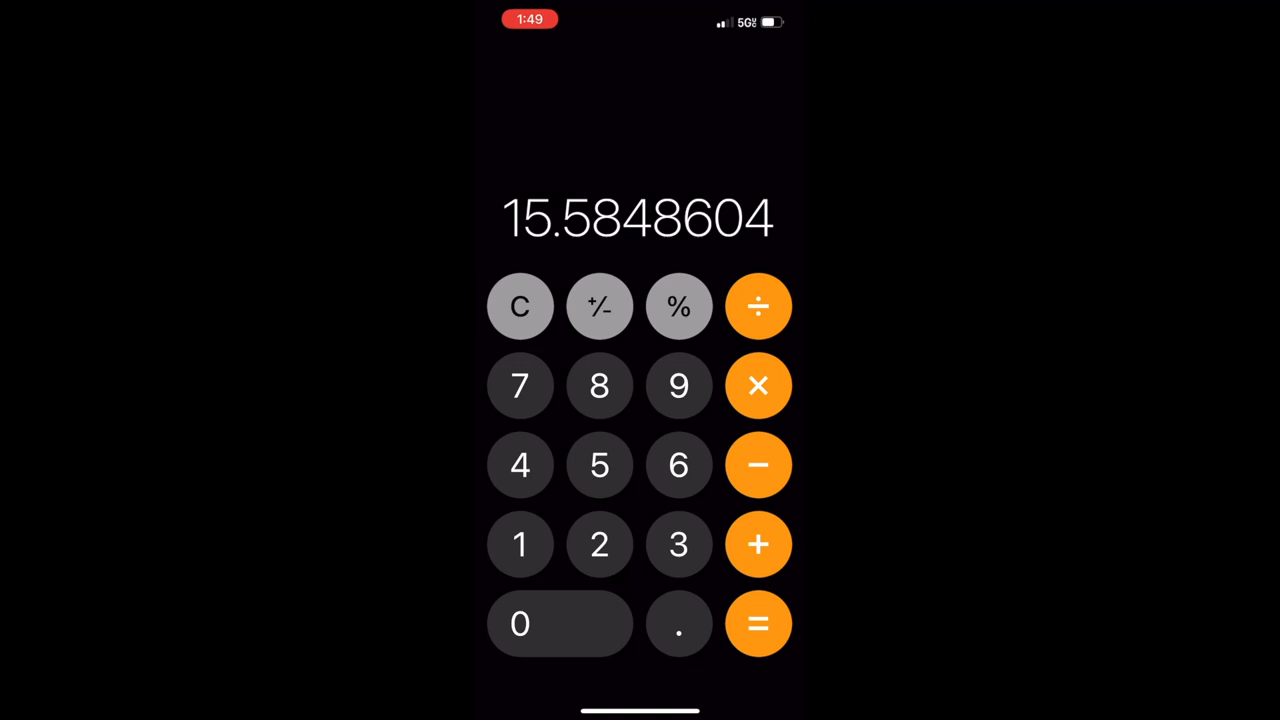 1:49 5G
15.5848604
C +/- % ÷
7 8 9 ×
4 5 6 −
1 2 3 +
0 . =